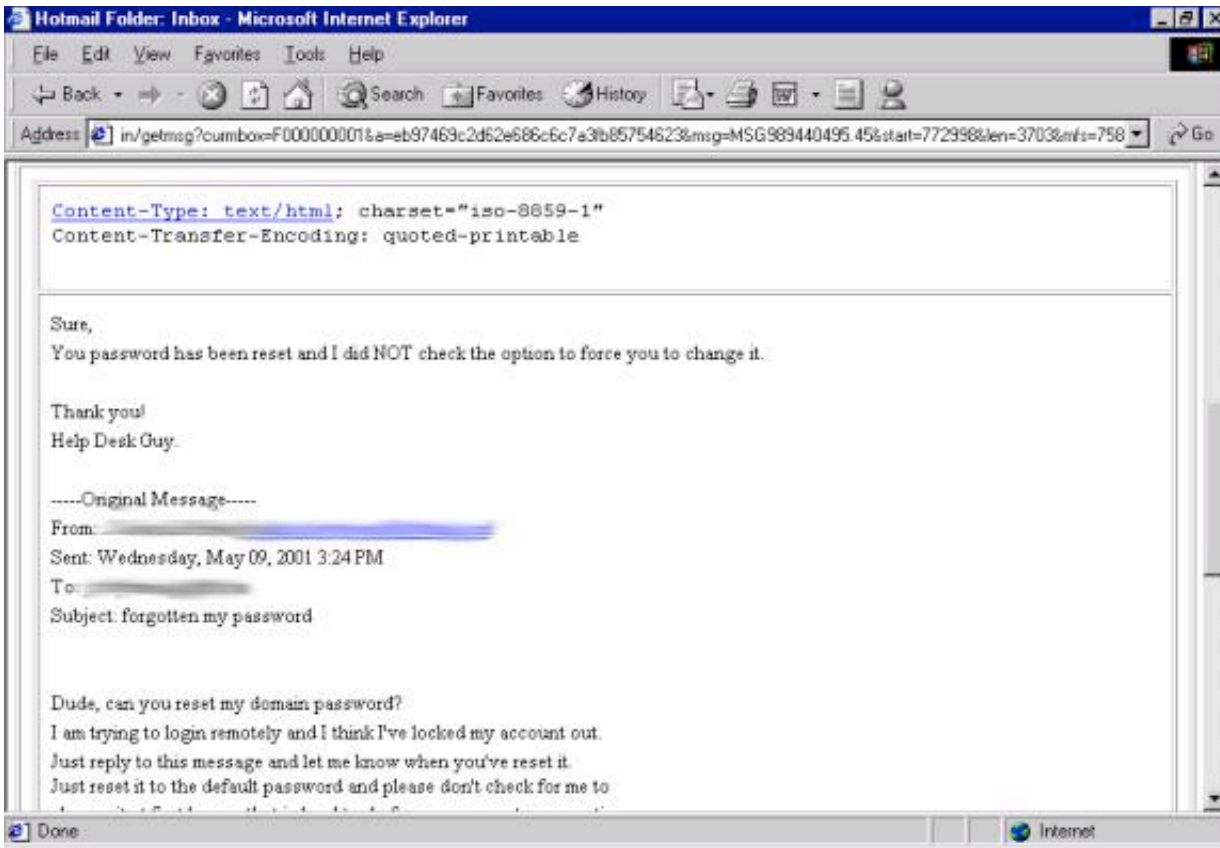 Hotmail Folder: Inbox - Microsoft Internet Explorer
File Edit View Favorites Tools Help
Back Search Favorites History
Address in/getmsg?curmbox=F000000001&a=eb97469c2d62e686c6c7a3fb85754623&msg=MSG989440495.45&start=772998&len=3703&mfs=758 Go
Content-Type: text/html; charset="iso-8859-1"
Content-Transfer-Encoding: quoted-printable
Sure,
You password has been reset and I did NOT check the option to force you to change it.
Thank you!
Help Desk Guy.
-----Original Message-----
From:
Sent: Wednesday, May 09, 2001 3:24 PM
To:
Subject: forgotten my password
Dude, can you reset my domain password?
I am trying to login remotely and I think I've locked my account out.
Just reply to this message and let me know when you've reset it.
Just reset it to the default password and please don't check for me to
Done Internet